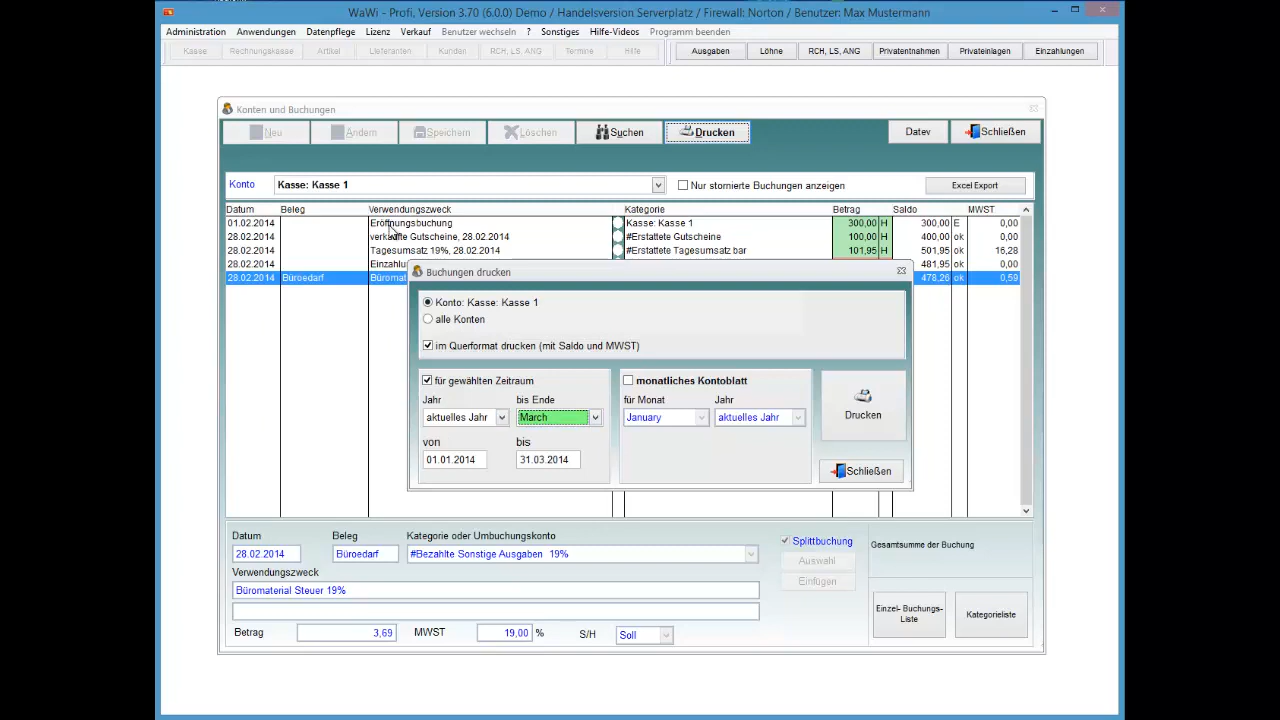 WaWi - Profi, Version 3.70 (6.0.0) Demo / Handelsversion Serverplatz / Firewall: Norton / Benutzer: Max Mustermann
Administration Anwendungen Datenpflege Lizenz Verkauf Benutzer wechseln ? Sonstiges Hilfe-Videos Programm beenden
Kasse Rechnungskasse Artikel Lieferanten Kunden RCH, LS, ANG Termine Hilfe Ausgaben Löhne RCH, LS, ANG Privatentnahmen Privateinlagen Einzahlungen
Konten und Buchungen
Neu Ändern Speichern Löschen Suchen Drucken Datev Schließen
Konto Kasse: Kasse 1 Nur stornierte Buchungen anzeigen Excel Export
Datum Beleg Verwendungszweck Kategorie Betrag Saldo MWST
01.02.2014 Eröffnungsbuchung Kasse: Kasse 1 300,00 H 300,00 E 0,00
28.02.2014 verkaufte Gutscheine, 28.02.2014 #Erstattete Gutscheine 100,00 H 400,00 ok 0,00
28.02.2014 Tagesumsatz 19%, 28.02.2014 #Erstattete Tagesumsatz bar 101,95 H 501,95 ok 16,28
28.02.2014 Einzahlu 481,95 ok 0,00
28.02.2014 Büroedarf Büromat 478,26 ok 0,59
Buchungen drucken
Konto: Kasse: Kasse 1
alle Konten
im Querformat drucken (mit Saldo und MWST)
für gewählten Zeitraum
Jahr bis Ende
aktuelles Jahr March
von bis
01.01.2014 31.03.2014
monatliches Kontoblatt
für Monat Jahr
January aktuelles Jahr
Drucken
Schließen
Datum Beleg Kategorie oder Umbuchungskonto
28.02.2014 Büroedarf #Bezahlte Sonstige Ausgaben 19%
Verwendungszweck
Büromaterial Steuer 19%
Betrag 3,69 MWST 19,00 % S/H Soll
Splittbuchung
Auswahl
Einfügen
Gesamtsumme der Buchung
Einzel- Buchungs-
Liste
Kategorieliste